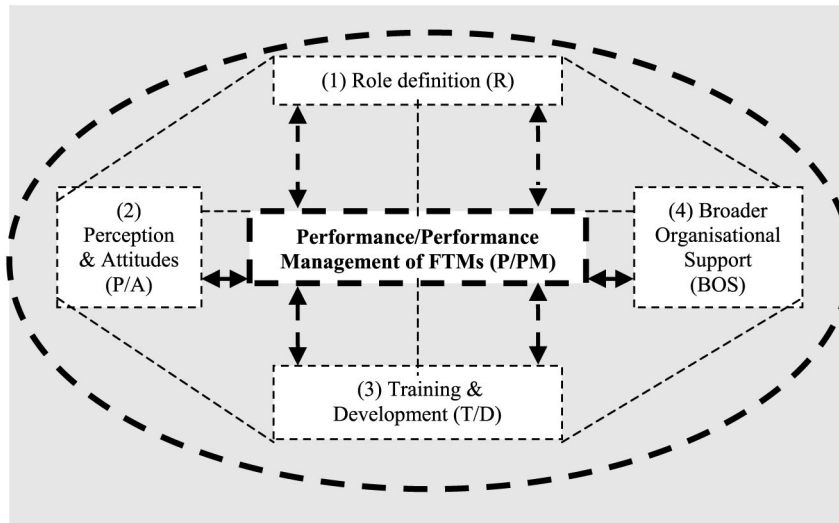 (1) Role definition (R)
(2)
Perception
& Attitudes
(P/A)
Performance/Performance
Management of FTMs (P/PM)
(4) Broader
Organisational
Support
(BOS)
(3) Training &
Development (T/D)